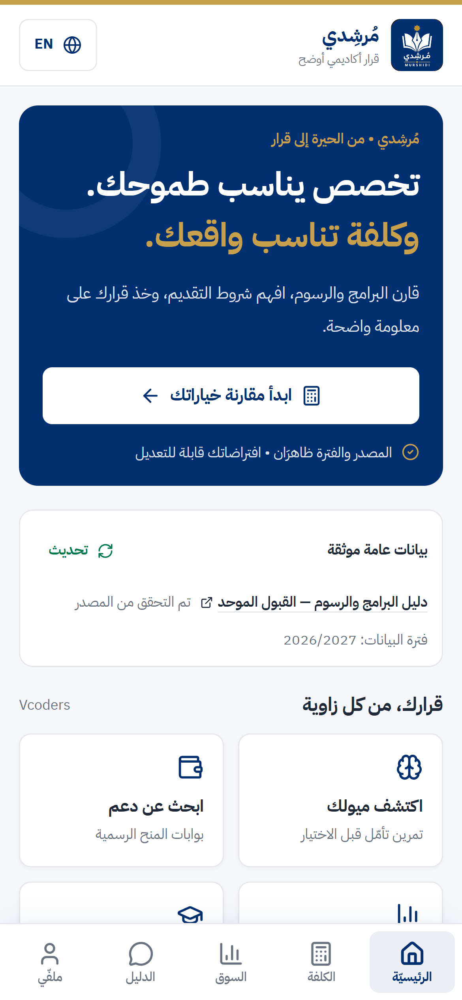 مُرشِدي
MURSHIDI
مُرشِدي
قرار أكاديمي أوضح
EN
مُرشِدي • من الحيرة إلى قرار
تخصص يناسب طموحك.
وكلفة تناسب واقعك.
قارن البرامج والرسوم، افهم شروط التقديم، وخذ قرارك على
معلومة واضحة.
ابدأ مقارنة خياراتك
المصدر والفترة ظاهرَان • افتراضاتك قابلة للتعديل
بيانات عامة موثقة
تحديث
دليل البرامج والرسوم — القبول الموحد
تم التحقق من المصدر
فترة البيانات: 2026/2027
قرارك، من كل زاوية
Vcoders
اكتشف ميولك
تمرين تأمّل قبل الاختيار
ابحث عن دعم
بوابات المنح الرسمية
الرئيسيّة
الكلفة
السوق
الدليل
ملفّي